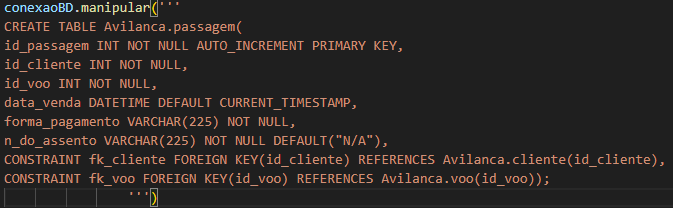 conexaoBD.manipular('''
CREATE TABLE Avilanca.passagem(
id_passagem INT NOT NULL AUTO_INCREMENT PRIMARY KEY,
id_cliente INT NOT NULL,
id_voo INT NOT NULL,
data_venda DATETIME DEFAULT CURRENT_TIMESTAMP,
forma_pagamento VARCHAR(225) NOT NULL,
n_do_assento VARCHAR(225) NOT NULL DEFAULT("N/A"),
CONSTRAINT fk_cliente FOREIGN KEY(id_cliente) REFERENCES Avilanca.cliente(id_cliente),
CONSTRAINT fk_voo FOREIGN KEY(id_voo) REFERENCES Avilanca.voo(id_voo));
''')